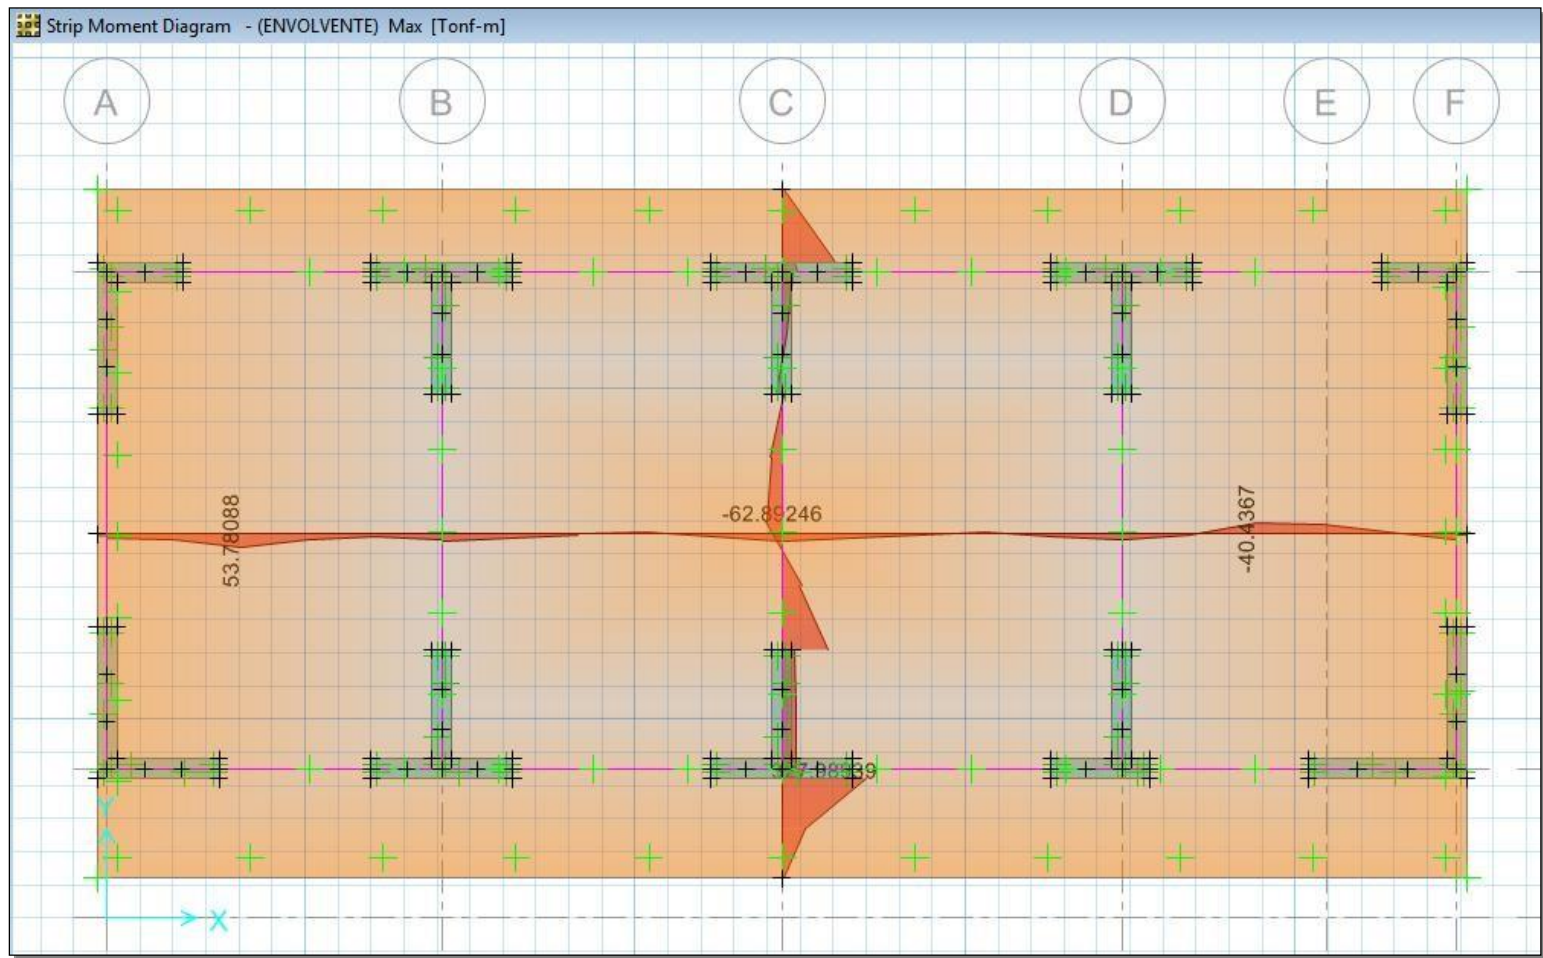 Strip Moment Diagram - (ENVOLVENTE) Max [Tonf-m]
A B C D E F
53.78088
-62.89246
-40.4367
Y
X